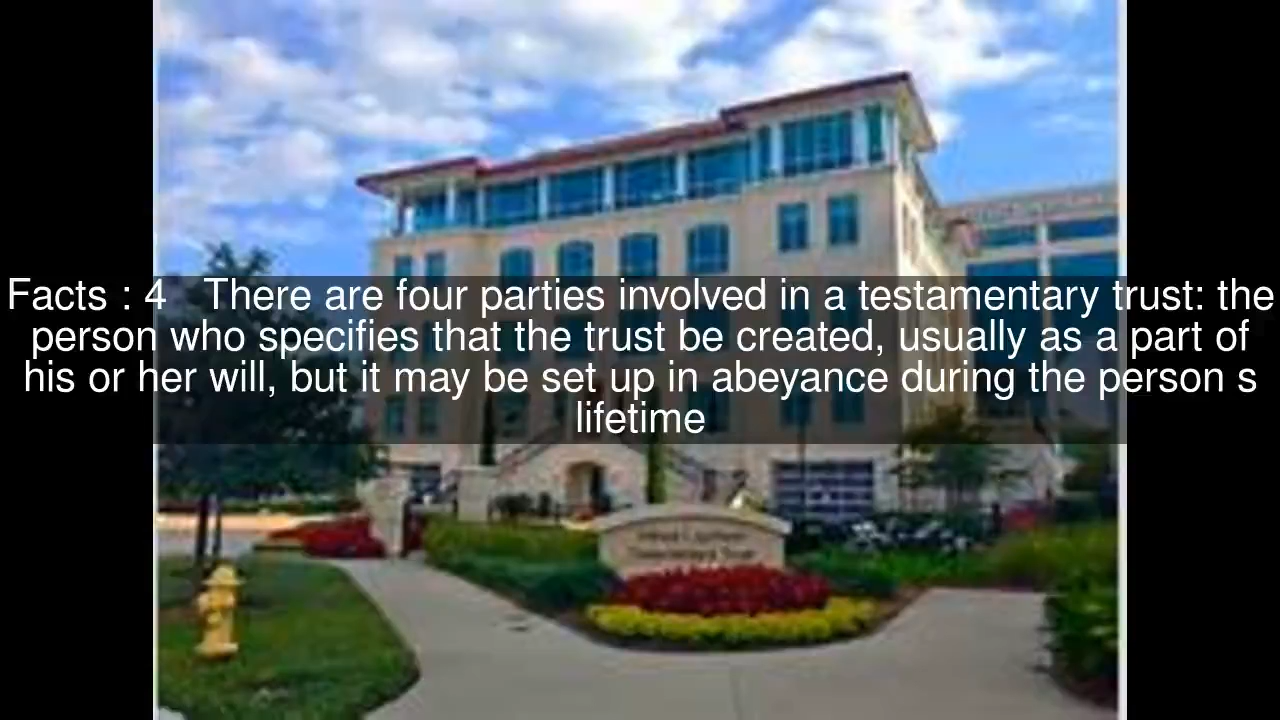 Facts : 4   There are four parties involved in a testamentary trust: the
person who specifies that the trust be created, usually as a part of
his or her will, but it may be set up in abeyance during the person s
lifetime
Testamentary Trust